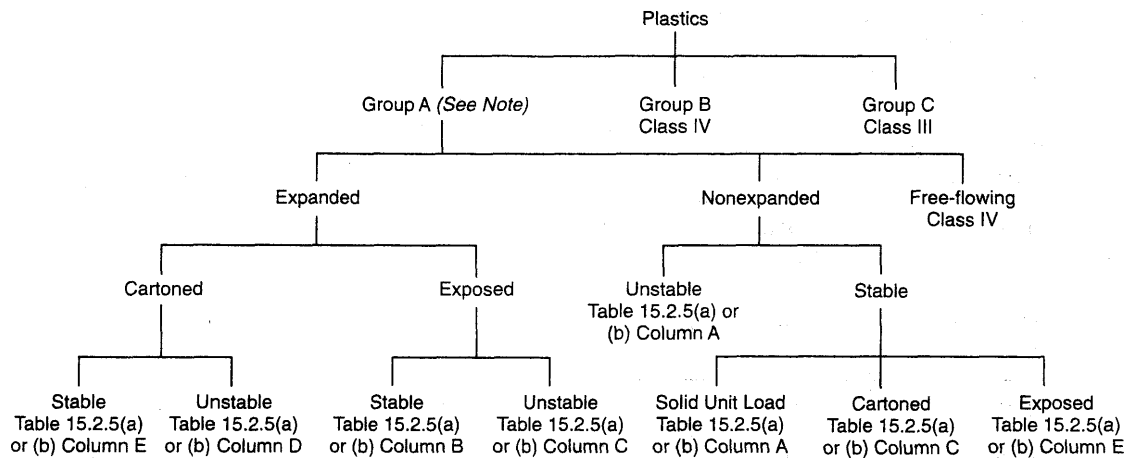 Plastics
Group A (See Note)
Group B
Class IV
Group C
Class III
Expanded
Nonexpanded
Free-flowing
Class IV
Cartoned
Exposed
Unstable
Table 15.2.5(a) or
(b) Column A
Stable
Stable
Table 15.2.5(a)
or (b) Column E
Unstable
Table 15.2.5(a)
or (b) Column D
Stable
Table 15.2.5(a)
or (b) Column B
Unstable
Table 15.2.5(a)
or (b) Column C
Solid Unit Load
Table 15.2.5(a)
or (b) Column A
Cartoned
Table 15.2.5(a)
or (b) Column C
Exposed
Table 15.2.5(a)
or (b) Column E